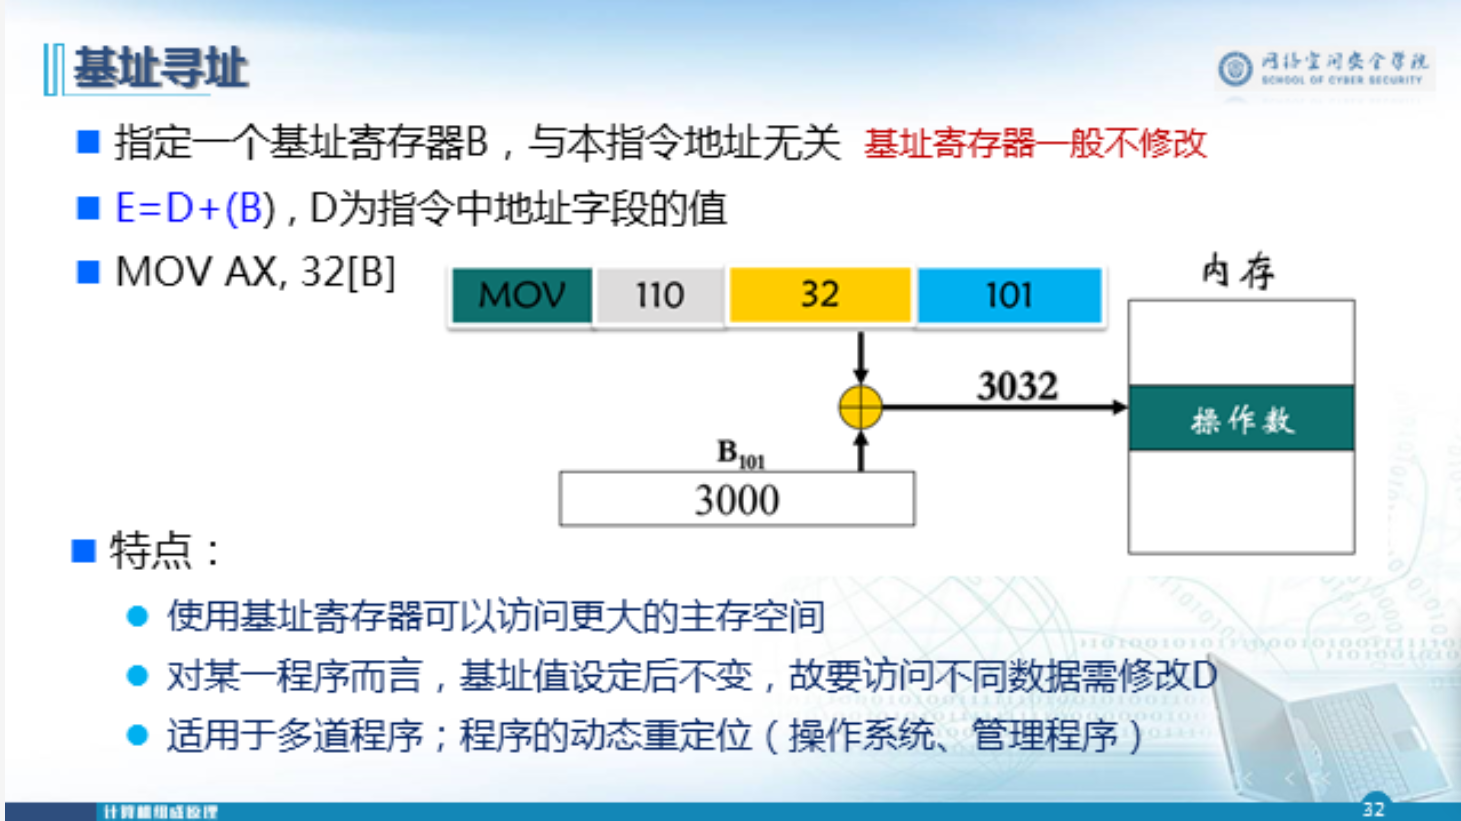 基址寻址
网络空间安全学院
SCHOOL OF CYBER SECURITY
指定一个基址寄存器B，与本指令地址无关 基址寄存器一般不修改
E=D+(B)，D为指令中地址字段的值
MOV AX, 32[B]
MOV 110 32 101
内存
3032
操作数
B101
3000
特点：
使用基址寄存器可以访问更大的主存空间
对某一程序而言，基址值设定后不变，故要访问不同数据需修改D
适用于多道程序；程序的动态重定位（操作系统、管理程序）
计算机组成原理
32